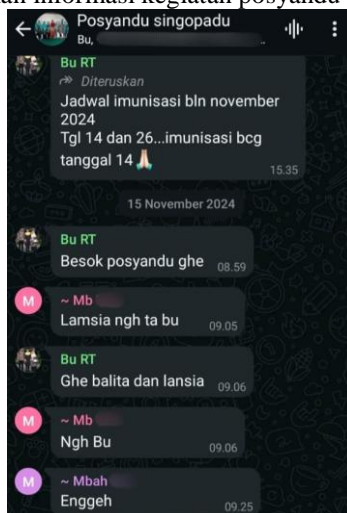 an informasi kegiatan posyandu
Posyandu singopadu
Bu,
Bu RT
Diteruskan
Jadwal imunisasi bln november
2024
Tgl 14 dan 26...imunisasi bcg
tanggal 14🙏🏻
15.35
15 November 2024
Bu RT
Besok posyandu ghe 08.59
M
~ Mb
Lamsia ngh ta bu 09.05
Bu RT
Ghe balita dan lansia 09.06
M
~ Mb
Ngh Bu 09.06
M
~ Mbah
Enggeh 09.25